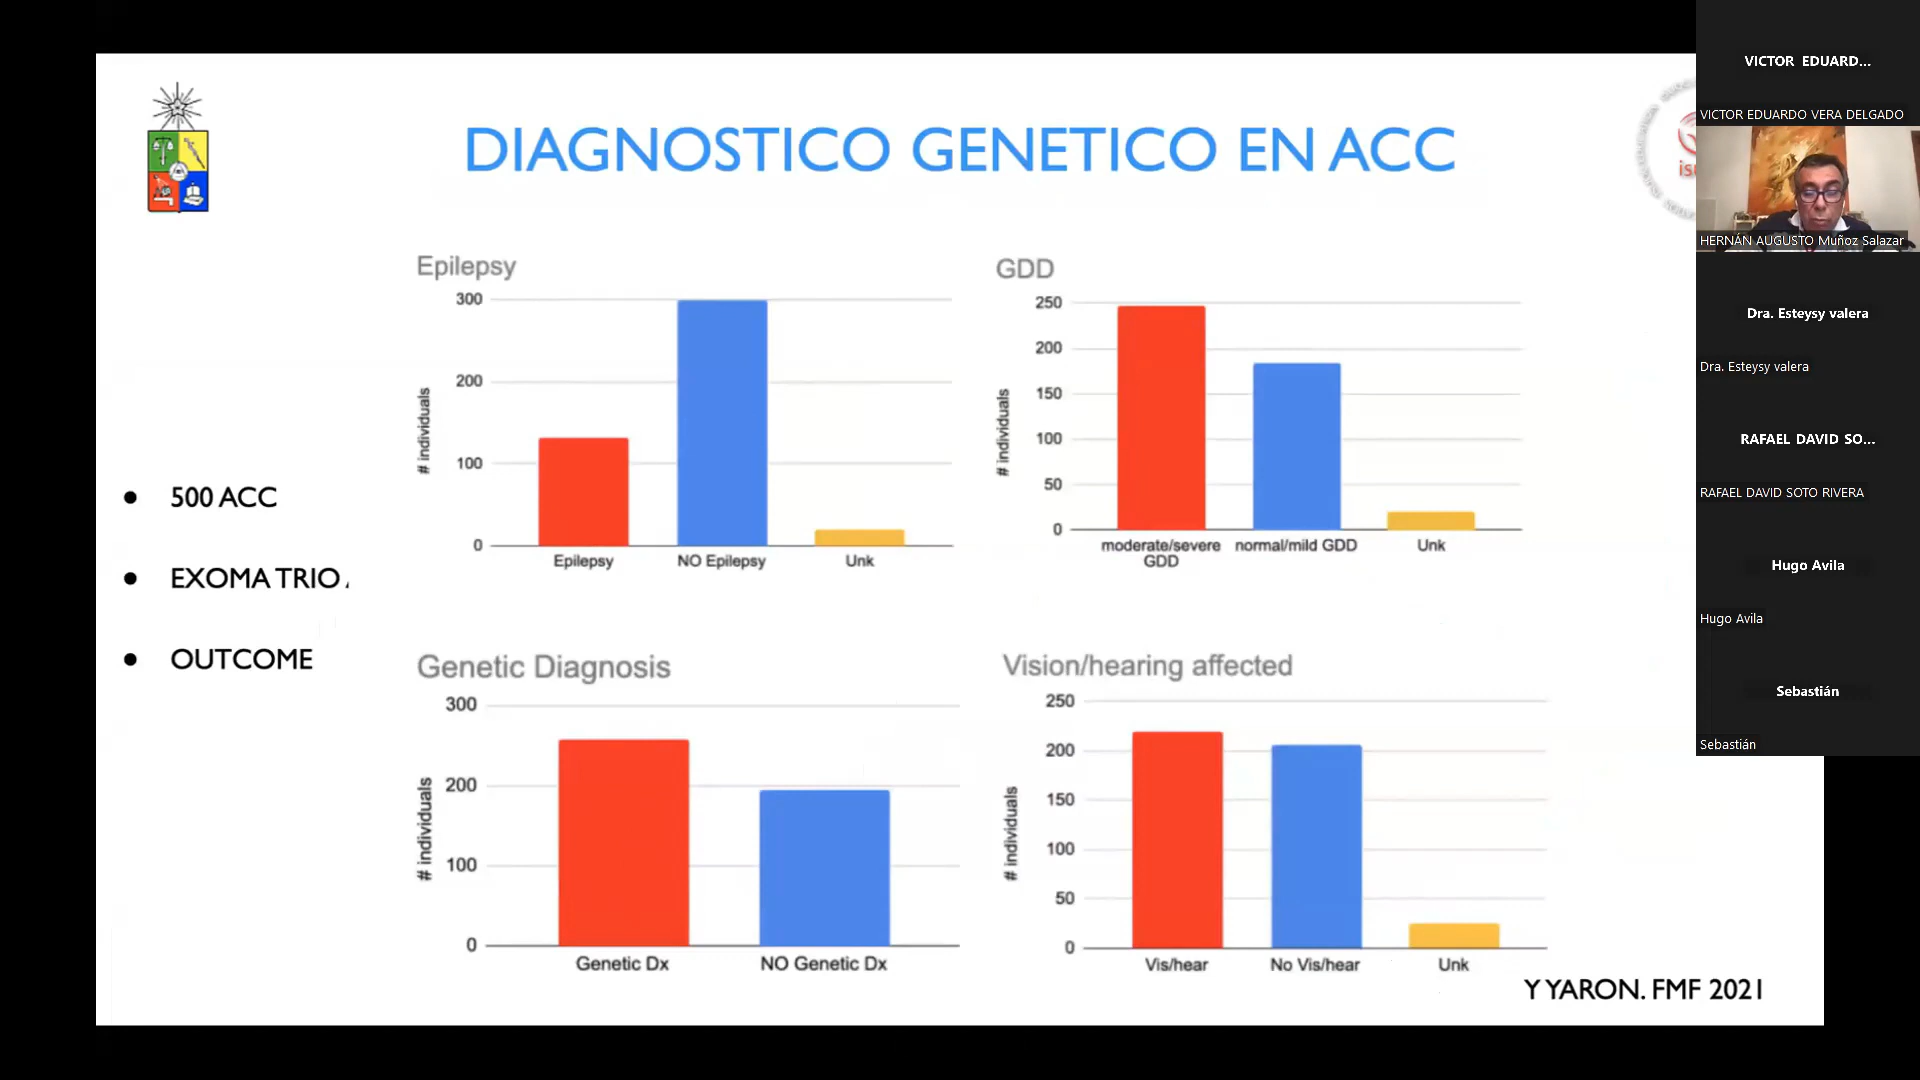 DIAGNOSTICO GENETICO EN ACC
500 ACC
EXOMA TRIO
OUTCOME
Epilepsy
# individuals
300
200
100
0
Epilepsy
NO Epilepsy
Unk
GDD
# individuals
250
200
150
100
50
0
moderate/severe
GDD
normal/mild GDD
Unk
Genetic Diagnosis
# individuals
300
200
100
0
Genetic Dx
NO Genetic Dx
Vision/hearing affected
# individuals
250
200
150
100
50
0
Vis/hear
No Vis/hear
Unk
Y YARON. FMF 2021
VICTOR EDUARD...
VICTOR EDUARDO VERA DELGADO
HERNÁN AUGUSTO Muñoz Salazar
Dra. Esteysy valera
Dra. Esteysy valera
RAFAEL DAVID SO...
RAFAEL DAVID SOTO RIVERA
Hugo Avila
Hugo Avila
Sebastián
Sebastián